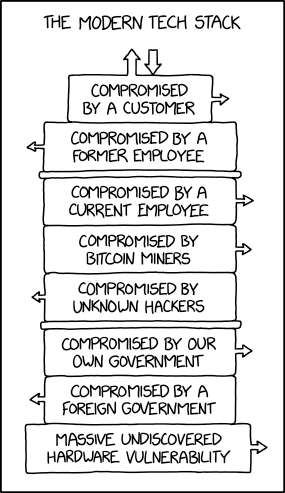 THE MODERN TECH STACK
COMPROMISED
BY A CUSTOMER
COMPROMISED BY A
FORMER EMPLOYEE
COMPROMISED BY A
CURRENT EMPLOYEE
COMPROMISED BY
BITCOIN MINERS
COMPROMISED BY
UNKNOWN HACKERS
COMPROMISED BY OUR
OWN GOVERNMENT
COMPROMISED BY A
FOREIGN GOVERNMENT
MASSIVE UNDISCOVERED
HARDWARE VULNERABILITY